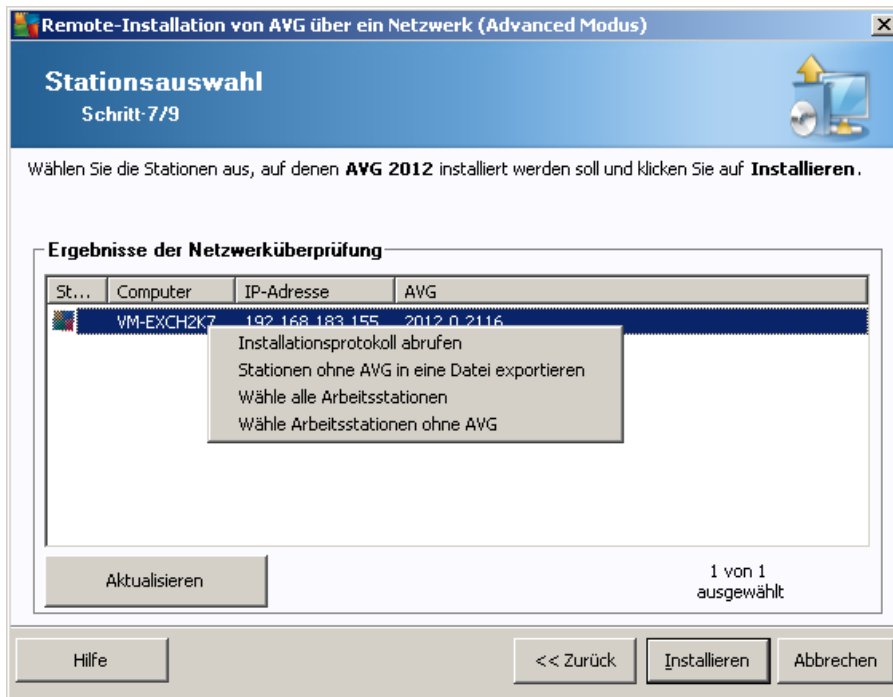 Remote-Installation von AVG über ein Netzwerk (Advanced Modus)
Stationsauswahl
Schritt-7/9
Wählen Sie die Stationen aus, auf denen AVG 2012 installiert werden soll und klicken Sie auf Installieren.
Ergebnisse der Netzwerküberprüfung
St... Computer IP-Adresse AVG
VM-EXCH2K7 192.168.183.155 2012.0.2116
Installationsprotokoll abrufen
Stationen ohne AVG in eine Datei exportieren
Wähle alle Arbeitsstationen
Wähle Arbeitsstationen ohne AVG
Aktualisieren
1 von 1
ausgewählt
Hilfe << Zurück Installieren Abbrechen